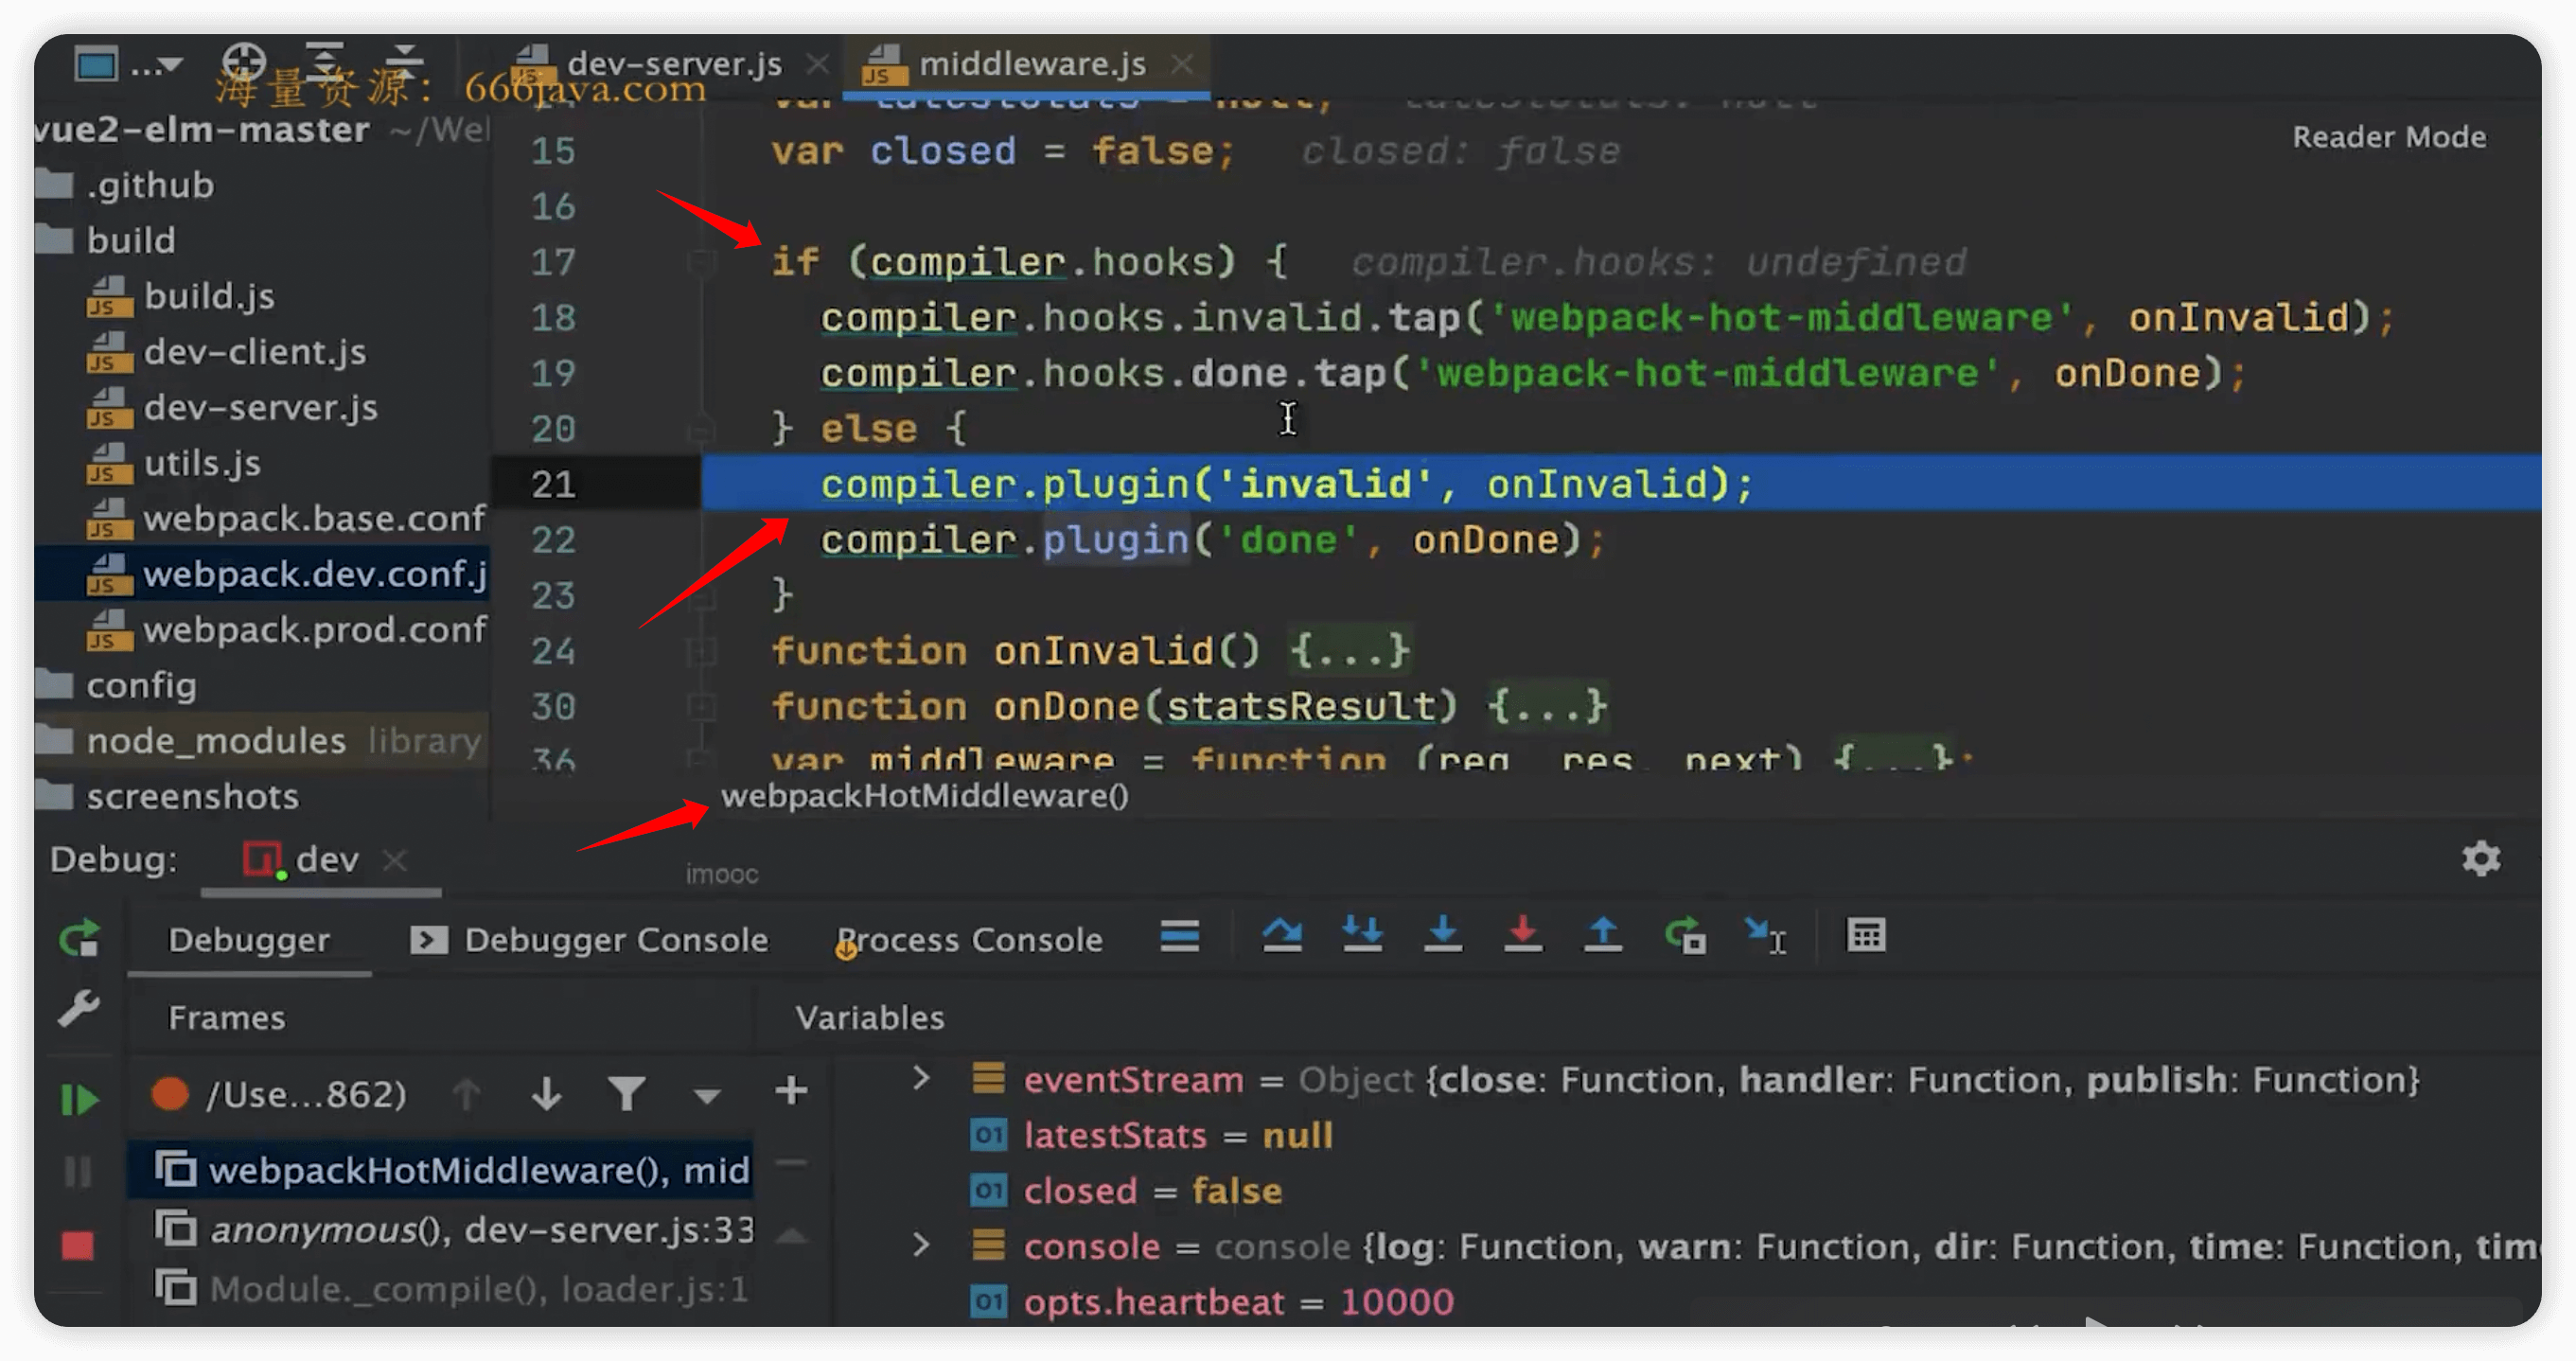 ...
dev-server.js
middleware.js
海量资源：666java.com
var latestStats = null; latestStats: null
vue2-elm-master ~/Wel
15 var closed = false; closed: false
Reader Mode
.github
16
build
17 if (compiler.hooks) { compiler.hooks: undefined
build.js
18 compiler.hooks.invalid.tap('webpack-hot-middleware', onInvalid);
dev-client.js
19 compiler.hooks.done.tap('webpack-hot-middleware', onDone);
dev-server.js
20 } else {
utils.js
21 compiler.plugin('invalid', onInvalid);
webpack.base.conf
22 compiler.plugin('done', onDone);
webpack.dev.conf.j
23 }
webpack.prod.conf
24 function onInvalid() {...}
config
30 function onDone(statsResult) {...}
node_modules library
36 var middleware = function (req, res, next) {...};
screenshots
webpackHotMiddleware()
Debug:
dev
imooc
Debugger
Debugger Console
Process Console
Frames
Variables
/Use...862)
eventStream = Object {close: Function, handler: Function, publish: Function}
latestStats = null
webpackHotMiddleware(), mid
closed = false
anonymous(), dev-server.js:33
console = console {log: Function, warn: Function, dir: Function, time: Function, tim
Module._compile(), loader.js:1
opts.heartbeat = 10000